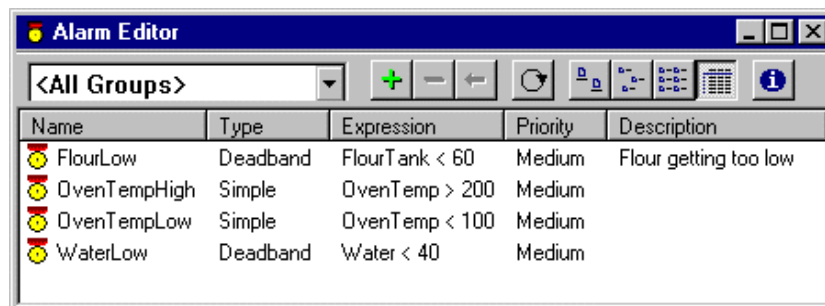 Alarm Editor
<All Groups>
Name Type Expression Priority Description
FlourLow Deadband FlourTank < 60 Medium Flour getting too low
OvenTempHigh Simple OvenTemp > 200 Medium
OvenTempLow Simple OvenTemp < 100 Medium
WaterLow Deadband Water < 40 Medium